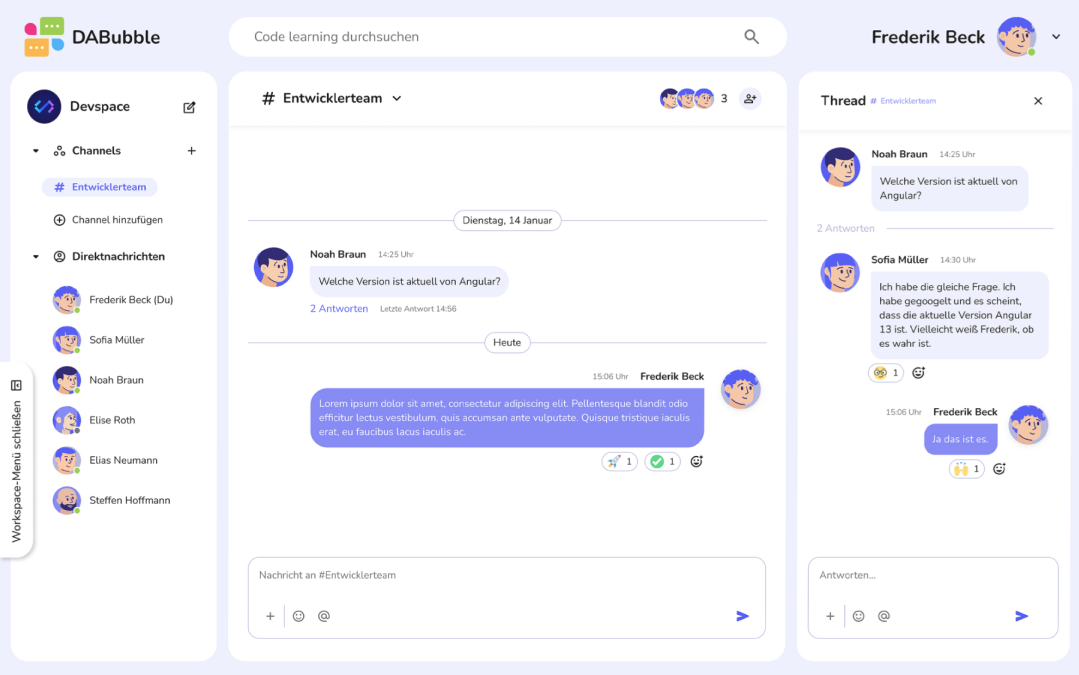 DABubble
Code learning durchsuchen
Frederik Beck
Devspace
Channels
# Entwicklerteam
Channel hinzufügen
Direktnachrichten
Frederik Beck (Du)
Sofia Müller
Noah Braun
Elise Roth
Elias Neumann
Steffen Hoffmann
Workspace-Menü schließen
# Entwicklerteam
3
Dienstag, 14 Januar
Noah Braun 14:25 Uhr
Welche Version ist aktuell von Angular?
2 Antworten Letzte Antwort 14:56
Heute
15:06 Uhr Frederik Beck
Lorem ipsum dolor sit amet, consectetur adipiscing elit. Pellentesque blandit odio
efficitur lectus vestibulum, quis accumsan ante vulputate. Quisque tristique iaculis
erat, eu faucibus lacus iaculis ac.
1 1
Nachricht an #Entwicklerteam
+ @
Thread # Entwicklerteam
Noah Braun 14:25 Uhr
Welche Version ist aktuell von
Angular?
2 Antworten
Sofia Müller 14:30 Uhr
Ich habe die gleiche Frage. Ich
habe gegoogelt und es scheint,
dass die aktuelle Version Angular
13 ist. Vielleicht weiß Frederik, ob
es wahr ist.
1
15:06 Uhr Frederik Beck
Ja das ist es.
1
Antworten...
+ @